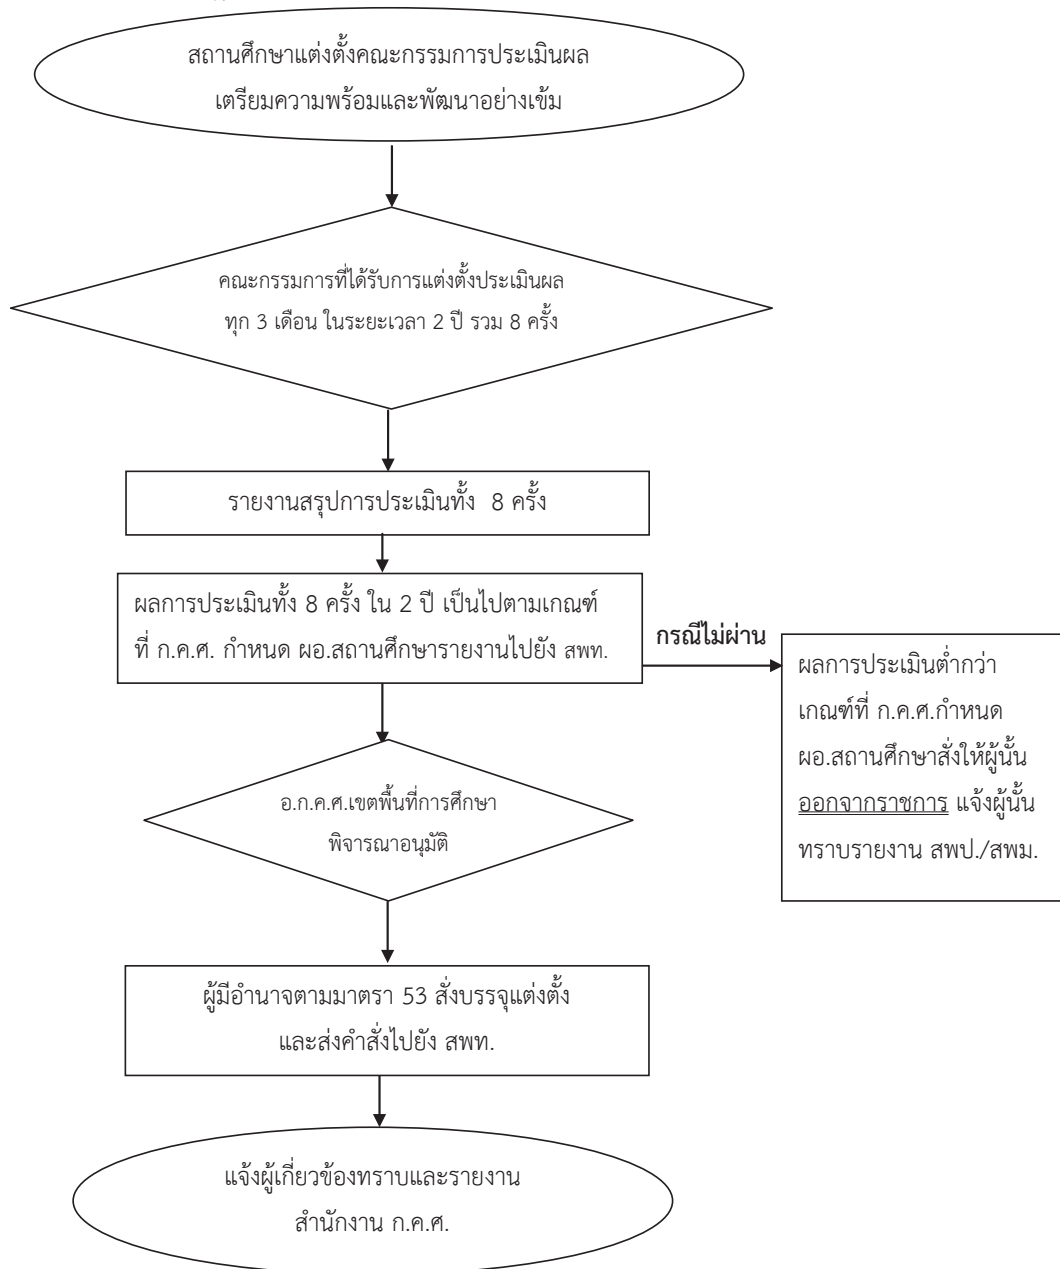 สถานศึกษาแต่งตั้งคณะกรรมการประเมินผล
เตรียมความพร้อมและพัฒนาอย่างเข้ม
คณะกรรมการที่ได้รับการแต่งตั้งประเมินผล
ทุก 3 เดือน ในระยะเวลา 2 ปี รวม 8 ครั้ง
รายงานสรุปการประเมินทั้ง 8 ครั้ง
ผลการประเมินทั้ง 8 ครั้ง ใน 2 ปี เป็นไปตามเกณฑ์
ที่ ก.ค.ศ. กำหนด ผอ.สถานศึกษารายงานไปยัง สพท.
กรณีไม่ผ่าน
ผลการประเมินต่ำกว่า
เกณฑ์ที่ ก.ค.ศ.กำหนด
ผอ.สถานศึกษาสั่งให้ผู้นั้น
ออกจากราชการ แจ้งผู้นั้น
ทราบรายงาน สพป./สพม.
อ.ก.ค.ศ.เขตพื้นที่การศึกษา
พิจารณาอนุมัติ
ผู้มีอำนาจตามมาตรา 53 สั่งบรรจุแต่งตั้ง
และส่งคำสั่งไปยัง สพท.
แจ้งผู้เกี่ยวข้องทราบและรายงาน
สำนักงาน ก.ค.ศ.